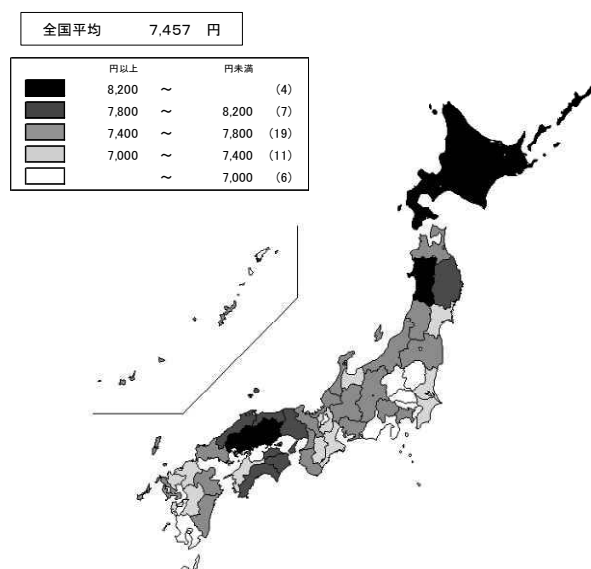 全国平均 7,457 円
円以上 円未満
8,200 ～ (4)
7,800 ～ 8,200 (7)
7,400 ～ 7,800 (19)
7,000 ～ 7,400 (11)
～ 7,000 (6)